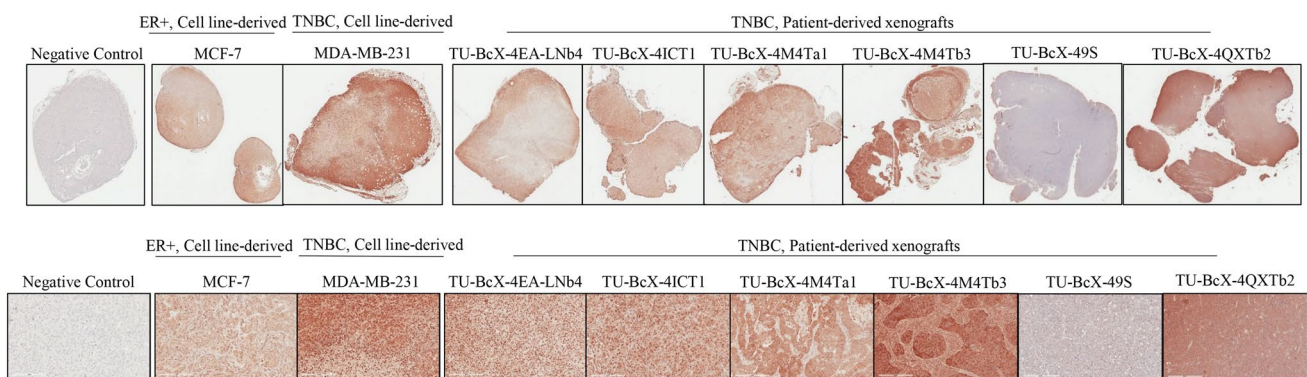 ER+, Cell line-derived TNBC, Cell line-derived TNBC, Patient-derived xenografts
Negative Control MCF-7 MDA-MB-231 TU-BcX-4EA-LNb4 TU-BcX-4ICT1 TU-BcX-4M4Ta1 TU-BcX-4M4Tb3 TU-BcX-49S TU-BcX-4QXTb2
ER+, Cell line-derived TNBC, Cell line-derived TNBC, Patient-derived xenografts
Negative Control MCF-7 MDA-MB-231 TU-BcX-4EA-LNb4 TU-BcX-4ICT1 TU-BcX-4M4Ta1 TU-BcX-4M4Tb3 TU-BcX-49S TU-BcX-4QXTb2